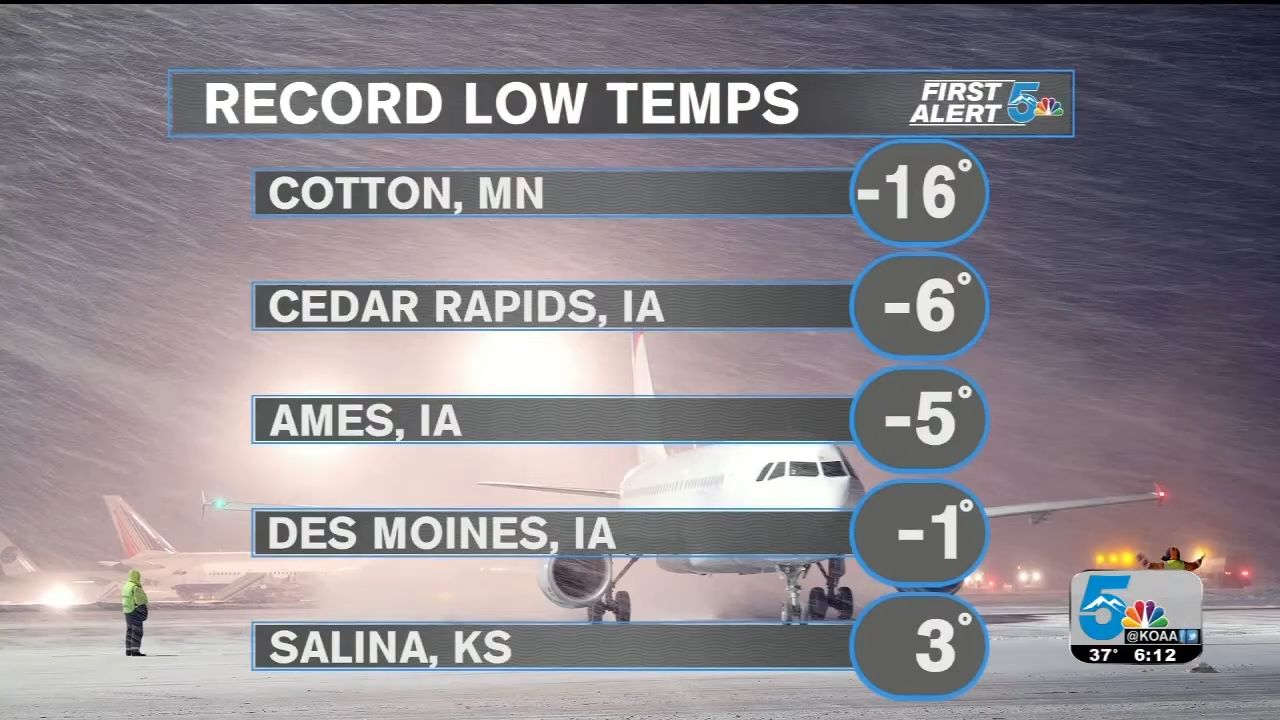 RECORD LOW TEMPS
FIRST
ALERT 5
COTTON, MN -16°
CEDAR RAPIDS, IA -6°
AMES, IA -5°
DES MOINES, IA -1°
SALINA, KS 3°
5
@KOAA
37° 6:12